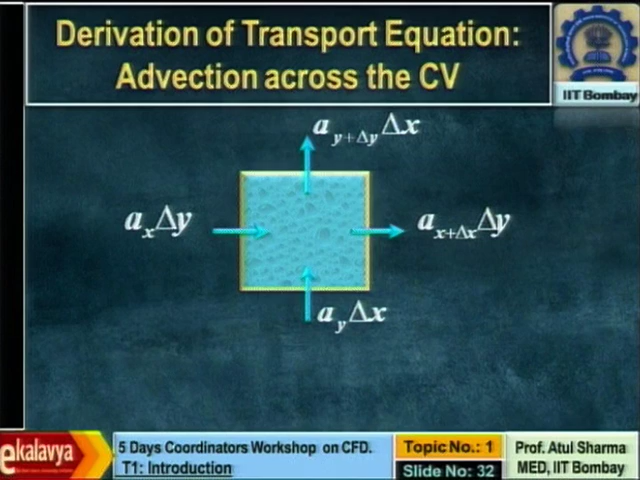 Derivation of Transport Equation:
Advection across the CV
IIT Bombay
a_{y+Δy}Δx
a_xΔy
a_{x+Δx}Δy
a_yΔx
ekalavya
5 Days Coordinators Workshop on CFD.
T1: Introduction
Topic No.: 1
Slide No: 32
Prof. Atul Sharma
MED, IIT Bombay